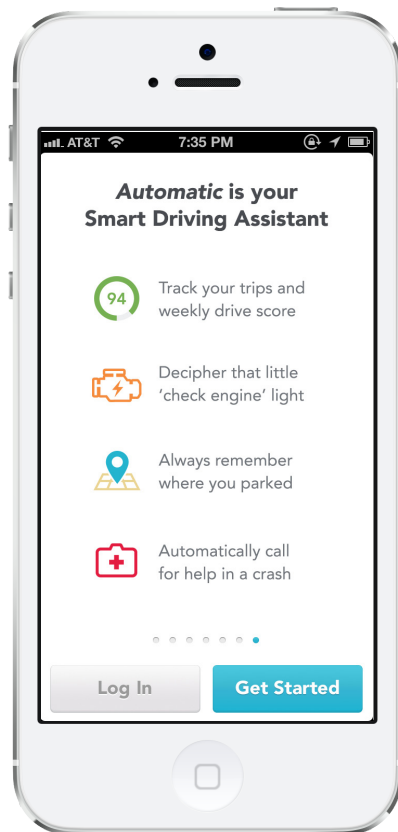 AT&T 7:35 PM
Automatic is your
Smart Driving Assistant
94
Track your trips and
weekly drive score
Decipher that little
‘check engine’ light
Always remember
where you parked
Automatically call
for help in a crash
Log In Get Started